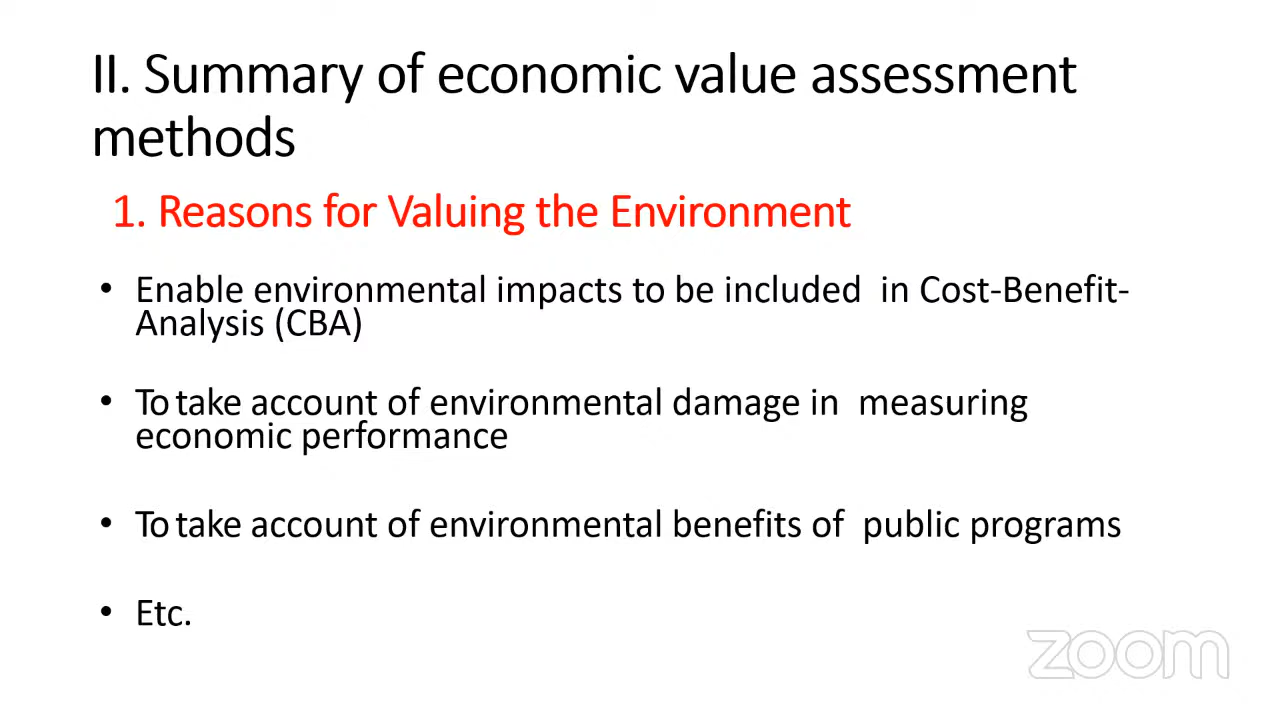 II. Summary of economic value assessment
methods
1. Reasons for Valuing the Environment
• Enable environmental impacts to be included in Cost-Benefit-
Analysis (CBA)
• To take account of environmental damage in measuring
economic performance
• To take account of environmental benefits of public programs
• Etc.
zoom